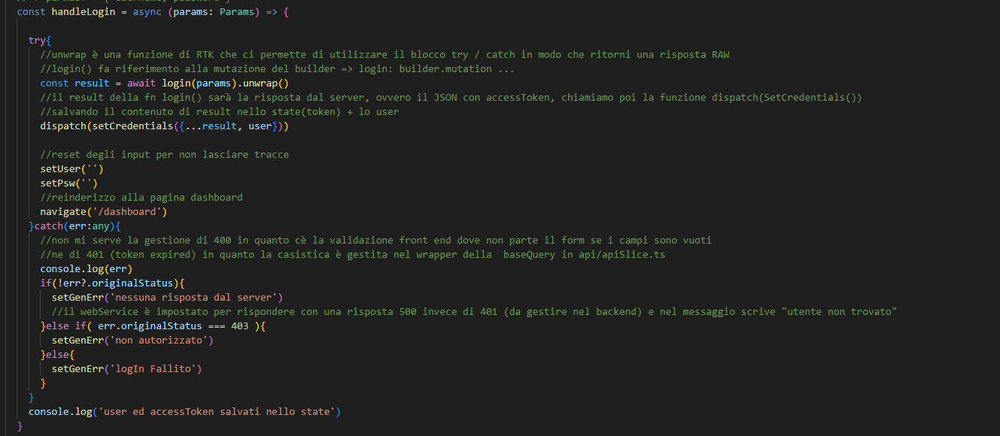 const handleLogin = async (params: Params) => {
try{
//unwrap è una funzione di RTK che ci permette di utilizzare il blocco try / catch in modo che ritorni una risposta RAW
//login() fa riferimento alla mutazione del builder => login: builder.mutation ...
const result = await login(params).unwrap()
//il result della fn login() sarà la risposta dal server, ovvero il JSON con accessToken, chiamiamo poi la funzione dispatch(SetCredentials())
//salvando il contenuto di result nello state(token) + lo user
dispatch(setCredentials({...result, user}))
//reset degli input per non lasciare tracce
setUser('')
setPsw('')
//reinderizzo alla pagina dashboard
navigate('/dashboard')
}catch(err:any){
//non mi serve la gestione di 400 in quanto cè la validazione front end dove non parte il form se i campi sono vuoti
//ne di 401 (token expired) in quanto la casistica è gestita nel wrapper della  baseQuery in api/apiSlice.ts
console.log(err)
if(!err?.originalStatus){
setGenErr('nessuna risposta dal server')
//il webService è impostato per rispondere con una risposta 500 invece di 401 (da gestire nel backend) e nel messaggio scrive "utente non trovato"
}else if( err.originalStatus === 403 ){
setGenErr('non autorizzato')
}else{
setGenErr('logIn Fallito')
}
}
console.log('user ed accessToken salvati nello state')
}